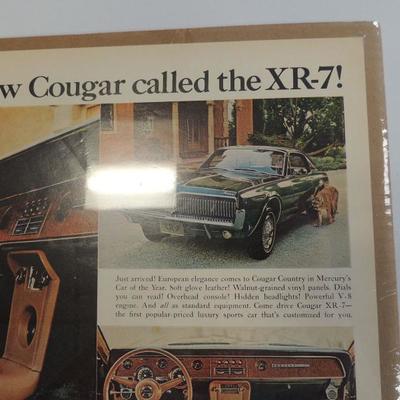 w Cougar called the XR-7!
Just arrived! European elegance comes to Cougar Country in Mercury's
Car of the Year. Soft glove leather! Walnut-grained vinyl panels. Dials
you can read! Overhead console! Hidden headlights! Powerful V-8
engine. And all as standard equipment. Come drive Cougar XR-7—
the first popular-priced luxury sports car that's customized for you.